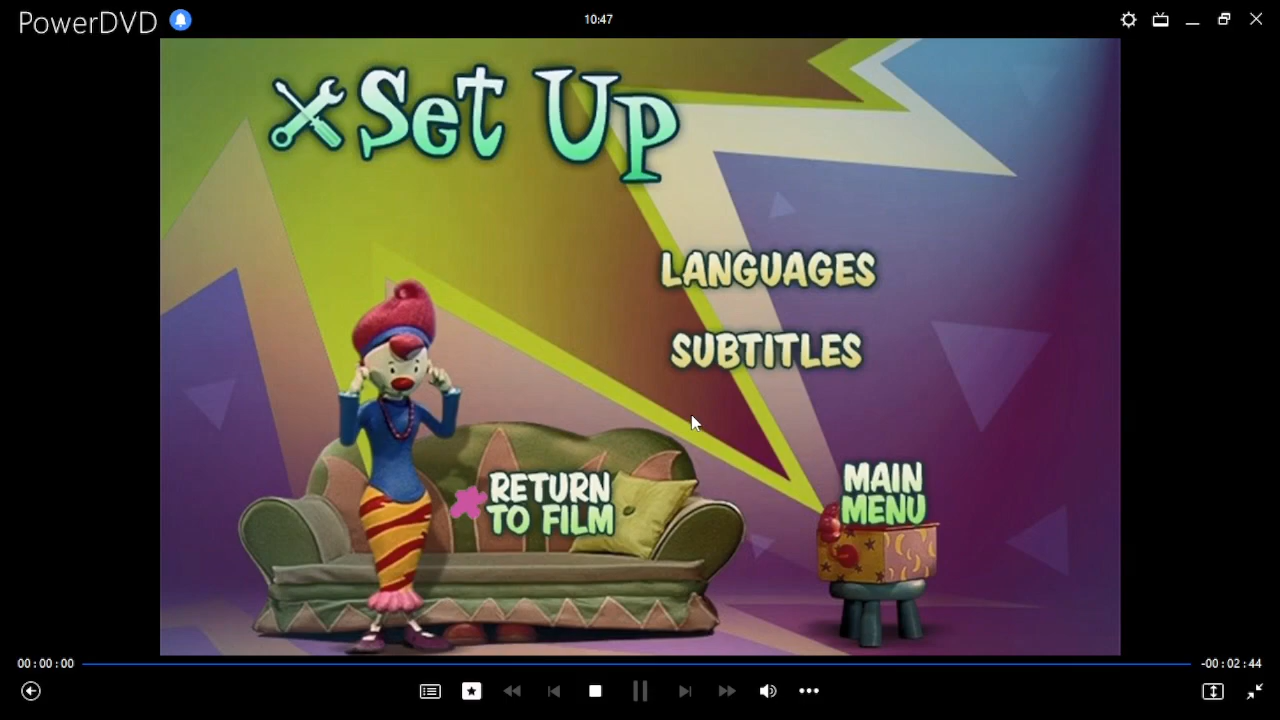 PowerDVD
10:47
Set Up
LANGUAGES
SUBTITLES
RETURN
TO FILM
MAIN
MENU
00:00:00
-00:02:44